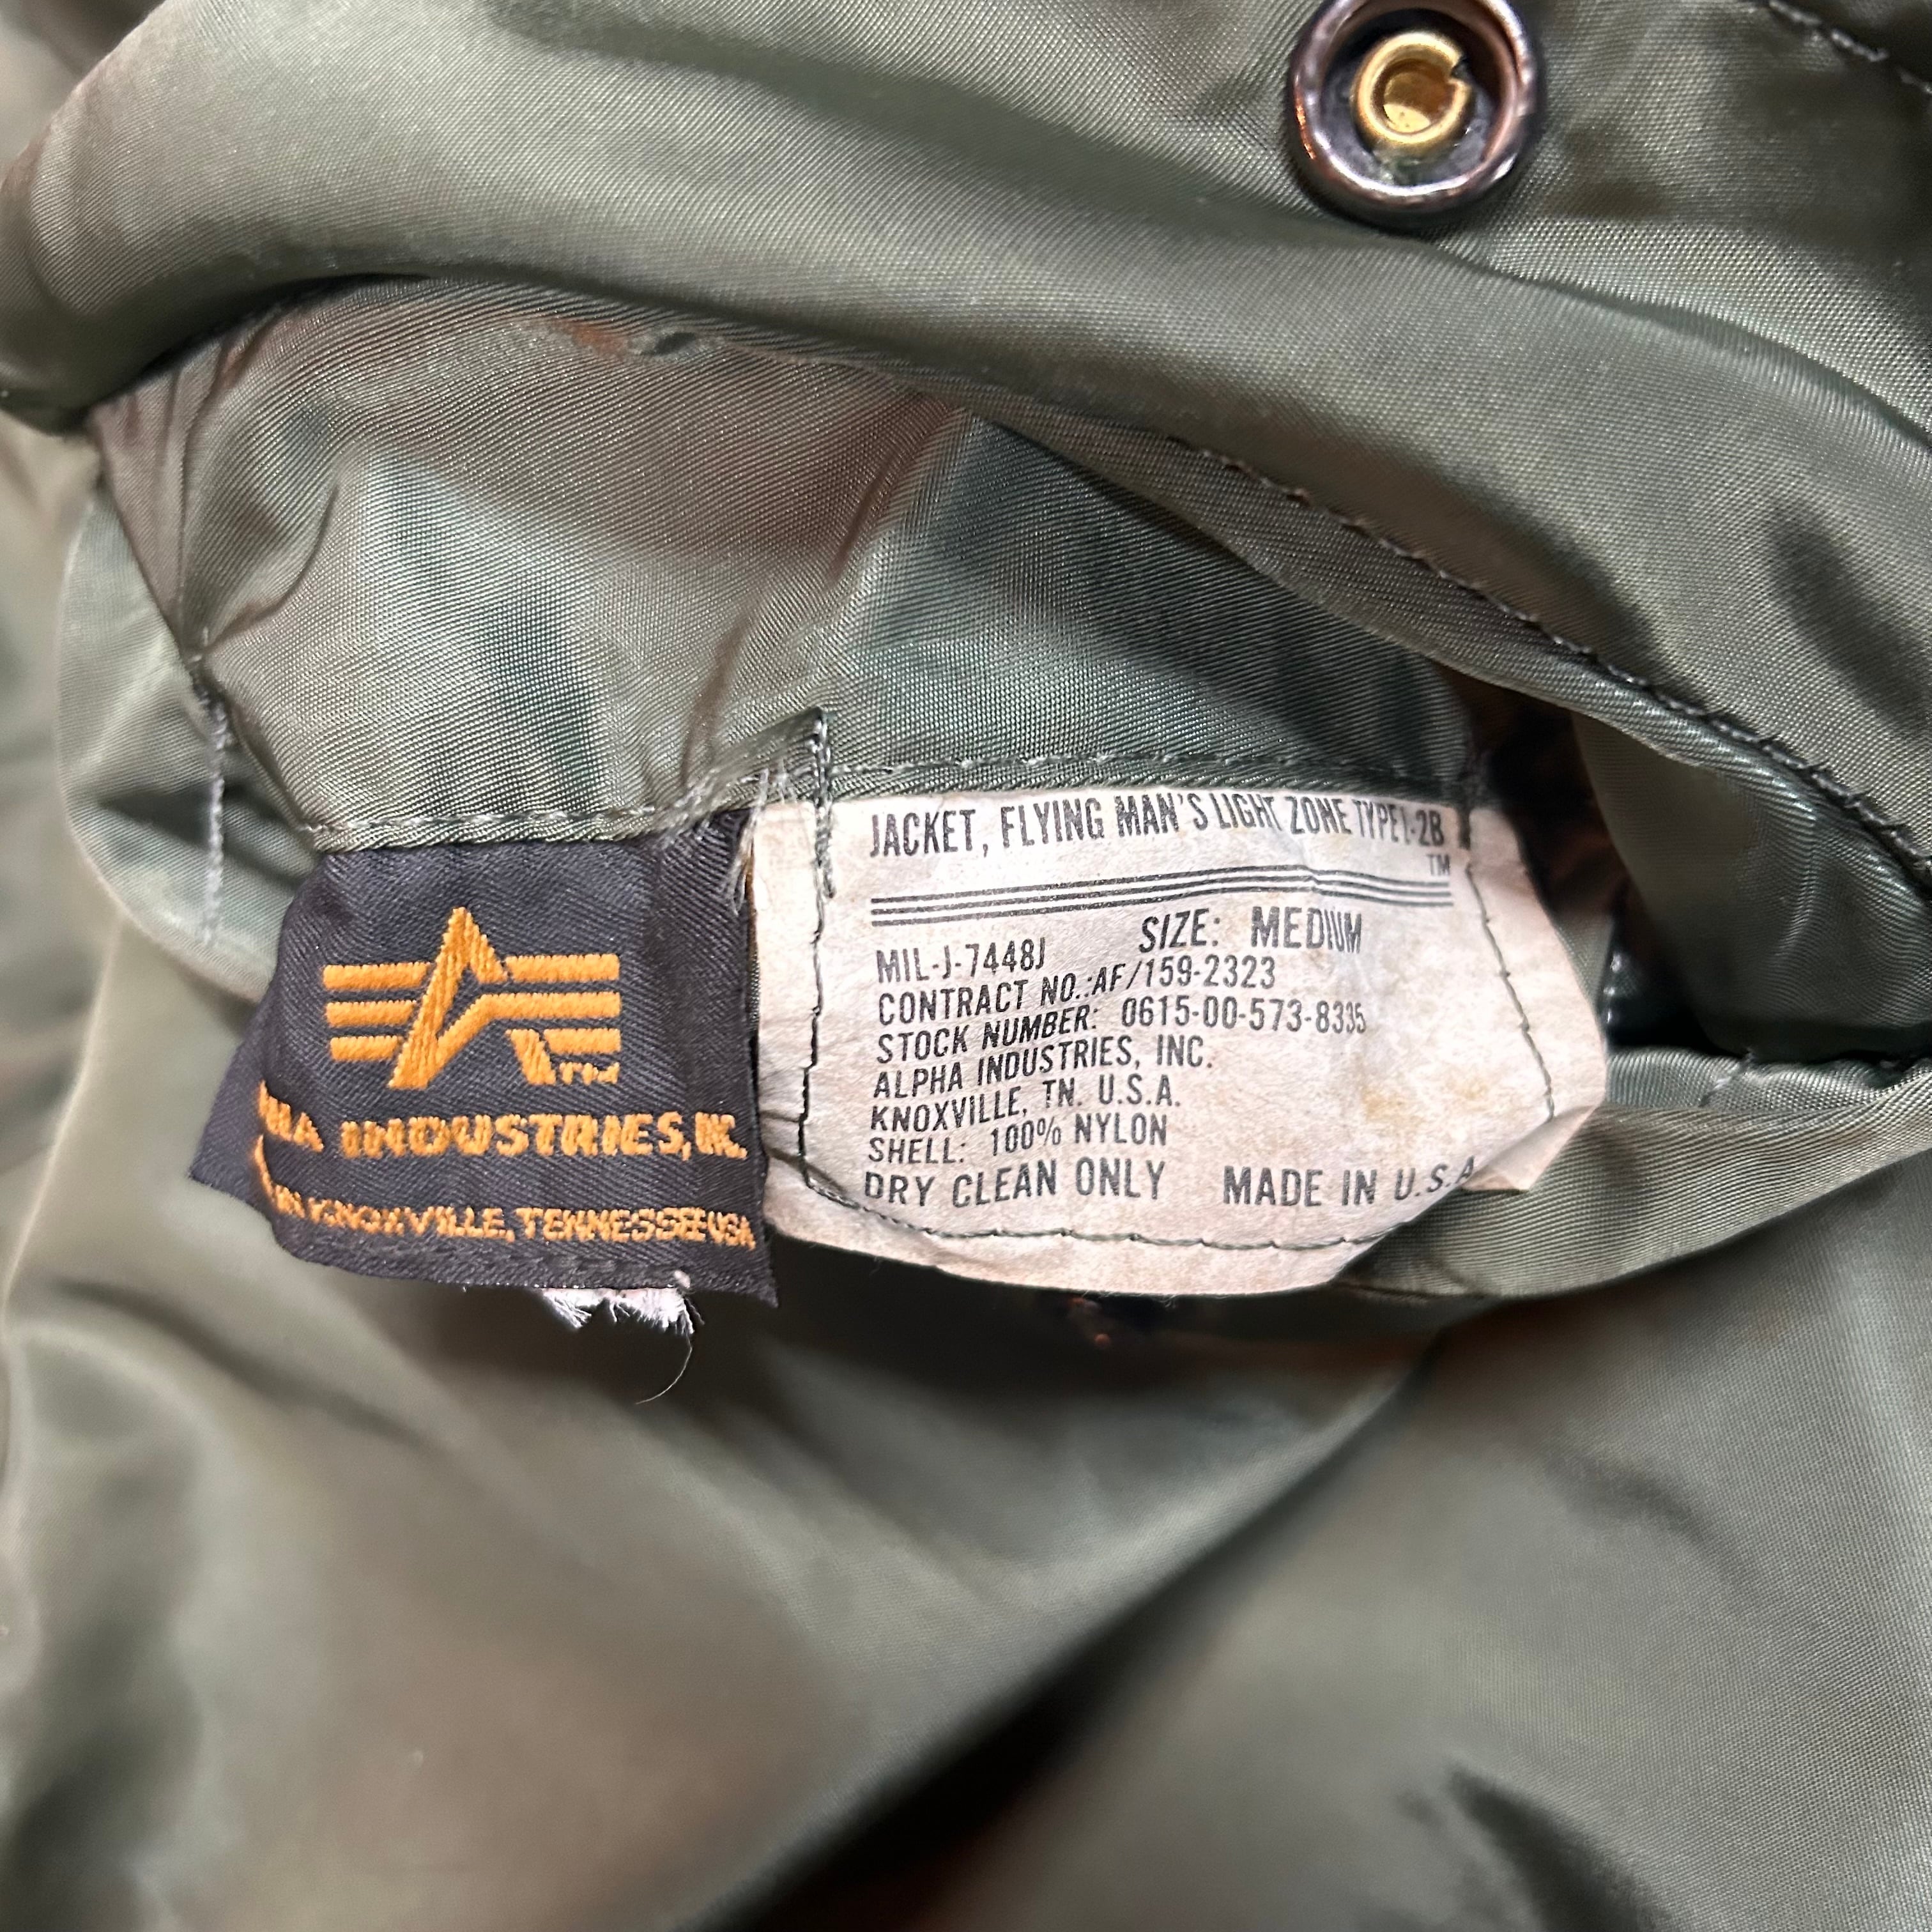 TM
INDUSTRIES, INC.
KNOXVILLE, TENNESSEE USA
JACKET, FLYING MAN'S LIGHT ZONE TYPE L-2B
TM
SIZE: MEDIUM
MIL-J-7448J
CONTRACT NO.:AF/159-2323
STOCK NUMBER: 0615-00-573-8335
ALPHA INDUSTRIES, INC.
KNOXVILLE, TN. U.S.A.
SHELL: 100% NYLON
DRY CLEAN ONLY MADE IN U.S.A